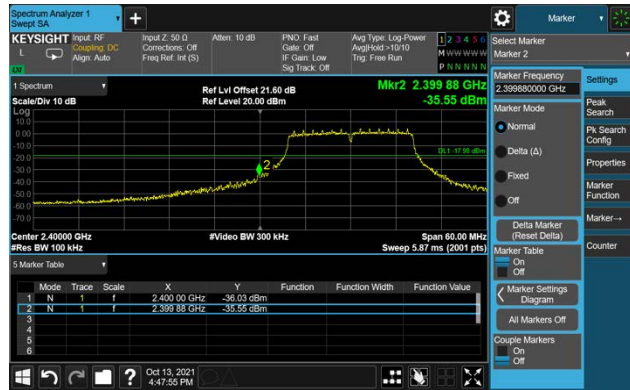 Spectrum Analyzer 1
Swept SA
Marker
KEYSIGHT
L
Input: RF
Coupling: DC
Align: Auto
Input Z: 50 Ω
Corrections: Off
Freq Ref: Int (S)
Atten: 10 dB
PNO: Fast
Gate: Off
IF Gain: Low
Sig Track: Off
Avg Type: Log-Power
Avg|Hold:>10/10
Trig: Free Run
1 2 3 4 5 6
M W W W W W
P N N N N N
Select Marker
Marker 2
1 Spectrum
Scale/Div 10 dB
Log
Ref Lvl Offset 21.60 dB
Ref Level 20.00 dBm
Mkr2 2.399 88 GHz
-35.55 dBm
10.0
0.00
-10.0
-20.0
-30.0
-40.0
-50.0
-60.0
-70.0
DL1 -17.98 dBm
2
Center 2.40000 GHz
#Res BW 100 kHz
#Video BW 300 kHz
Span 60.00 MHz
Sweep 5.87 ms (2001 pts)
5 Marker Table
Mode Trace Scale X Y Function Function Width Function Value
1 N 1 f 2.400 00 GHz -36.03 dBm
2 N 1 f 2.399 88 GHz -35.55 dBm
3
4
5
6
Marker Frequency
2.399880000 GHz
Marker Mode
Normal
Delta (Δ)
Fixed
Off
Delta Marker
(Reset Delta)
Marker Table
On
Off
Marker Settings
Diagram
All Markers Off
Couple Markers
On
Off
Settings
Peak
Search
Pk Search
Config
Properties
Marker
Function
Marker→
Counter
?
Oct 13, 2021
4:47:55 PM